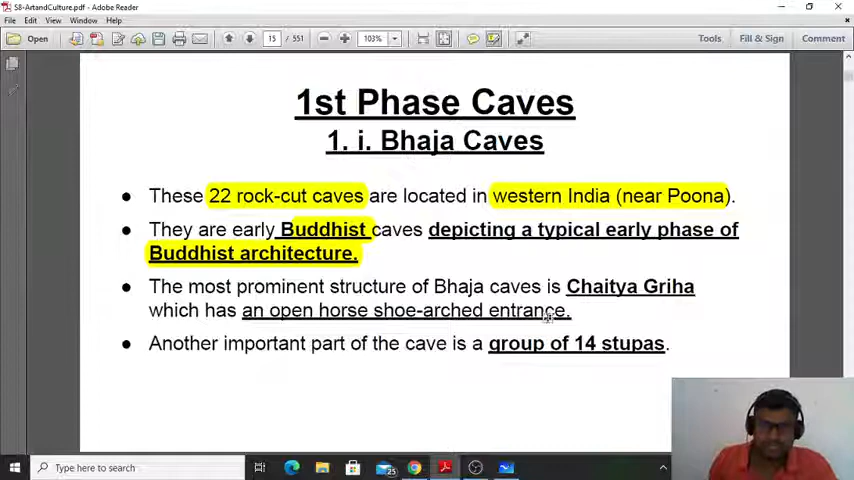 S8-ArtandCulture.pdf - Adobe Reader
File Edit View Window Help
Open 15 / 551 103% Tools Fill & Sign Comment
1st Phase Caves
1. i. Bhaja Caves
● These 22 rock-cut caves are located in western India (near Poona).
● They are early Buddhist caves depicting a typical early phase of
Buddhist architecture.
● The most prominent structure of Bhaja caves is Chaitya Griha
which has an open horse shoe-arched entrance.
● Another important part of the cave is a group of 14 stupas.
Type here to search
25